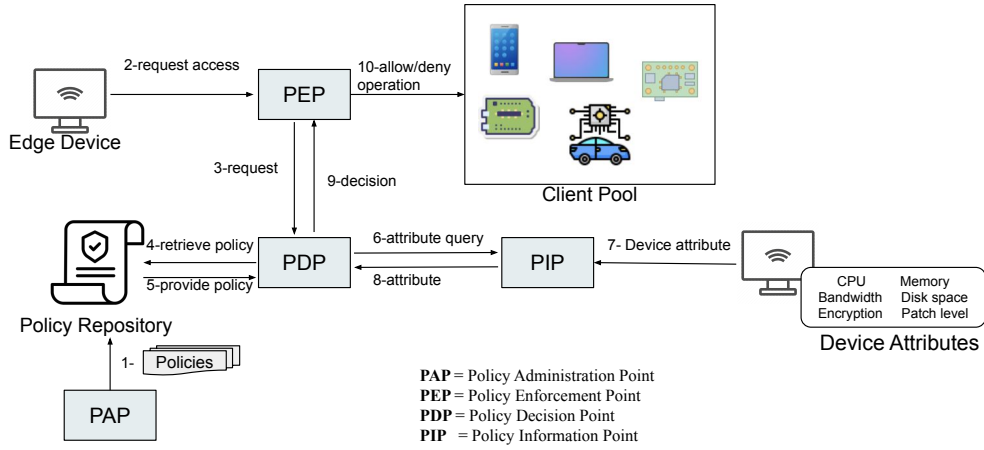 2-request access
PEP
10-allow/deny
operation
Edge Device
3-request
9-decision
Client Pool
4-retrieve policy
PDP
6-attribute query
PIP
7- Device attribute
5-provide policy
8-attribute
CPU Memory
Bandwidth Disk space
Encryption Patch level
Policy Repository
Device Attributes
1- Policies
PAP
PAP = Policy Administration Point
PEP = Policy Enforcement Point
PDP = Policy Decision Point
PIP = Policy Information Point